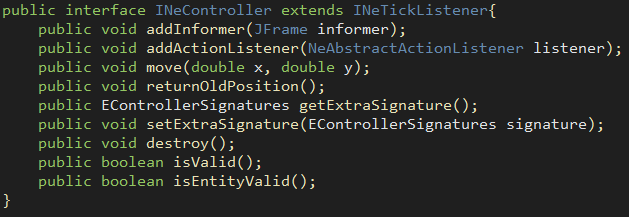 public interface INeController extends INeTickListener{
public void addInformer(JFrame informer);
public void addActionListener(NeAbstractActionListener listener);
public void move(double x, double y);
public void returnOldPosition();
public EControllerSignatures getExtraSignature();
public void setExtraSignature(EControllerSignatures signature);
public void destroy();
public boolean isValid();
public boolean isEntityValid();
}